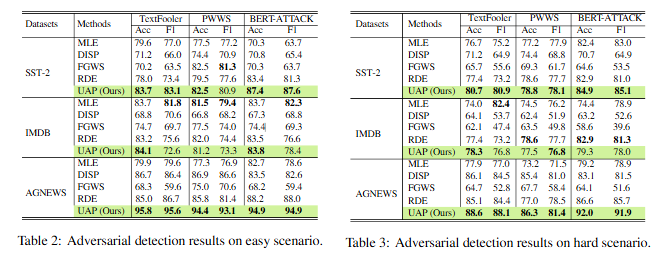 Datasets Methods TextFooler PWWS BERT-ATTACK
Acc F1 Acc F1 Acc F1
SST-2
MLE 79.6 77.0 77.5 77.2 70.3 63.7
DISP 71.2 66.0 74.4 70.9 70.8 65.4
FGWS 70.2 63.5 82.5 81.3 70.3 63.7
RDE 78.0 73.4 79.5 77.6 83.4 81.3
UAP (Ours) 83.7 83.1 82.5 80.9 87.4 87.6
IMDB
MLE 83.7 81.8 81.5 79.4 83.7 82.3
DISP 68.8 70.6 66.8 68.2 67.3 68.8
FGWS 74.7 69.7 77.5 74.0 74.4 69.3
RDE 83.2 75.6 82.0 74.4 83.5 76.6
UAP (Ours) 84.1 72.6 81.2 73.3 83.8 78.4
AGNEWS
MLE 79.9 79.6 77.3 76.9 82.7 78.6
DISP 86.7 86.4 86.9 86.6 83.5 82.6
FGWS 68.3 59.6 75.0 70.6 68.2 59.4
RDE 85.0 86.7 85.8 81.4 88.2 88.0
UAP (Ours) 95.8 95.6 94.4 93.1 94.9 94.9
Table 2: Adversarial detection results on easy scenario.
Datasets Methods TextFooler PWWS BERT-ATTACK
Acc F1 Acc F1 Acc F1
SST-2
MLE 76.7 75.2 77.2 77.9 82.4 83.0
DISP 71.2 64.9 74.4 68.8 70.7 64.9
FGWS 65.7 55.6 69.3 61.7 64.6 53.5
RDE 77.4 73.2 78.6 77.7 82.9 81.0
UAP (Ours) 80.7 80.9 78.8 78.1 84.9 85.1
IMDB
MLE 74.0 82.4 74.5 76.2 74.4 78.9
DISP 64.1 53.7 62.4 51.9 63.2 52.6
FGWS 62.1 47.4 63.5 49.8 58.6 39.6
RDE 77.4 73.2 78.6 77.7 82.9 81.3
UAP (Ours) 78.3 76.8 77.5 76.8 79.3 78.0
AGNEWS
MLE 77.9 77.0 73.2 71.5 79.2 78.9
DISP 86.1 84.5 85.4 81.0 83.1 81.5
FGWS 64.7 52.8 67.7 58.4 64.1 51.6
RDE 85.1 84.4 77.0 78.5 86.6 85.7
UAP (Ours) 88.6 88.1 86.3 81.4 92.0 91.9
Table 3: Adversarial detection results on hard scenario.